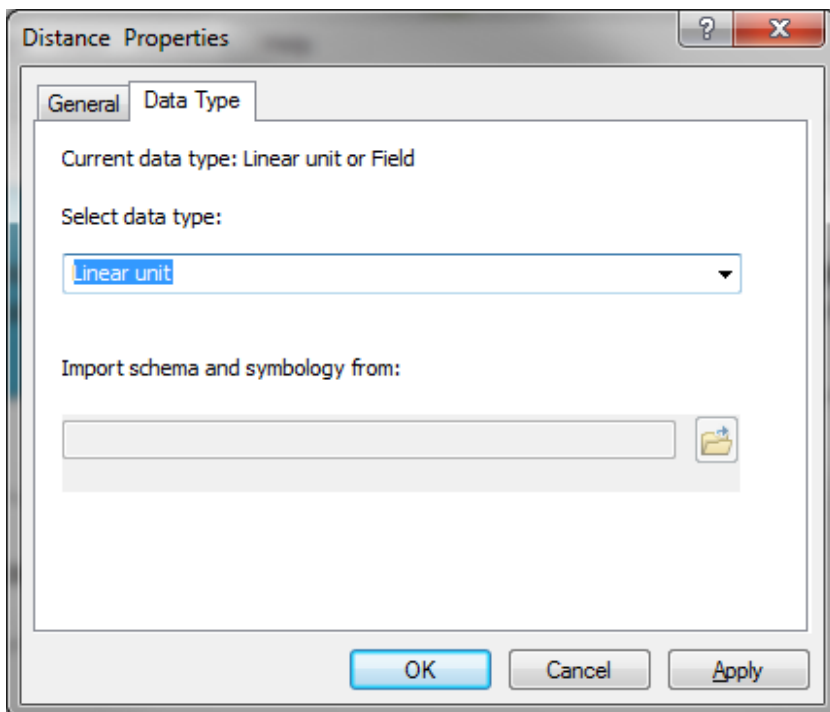 Distance Properties
General
Data Type
Current data type: Linear unit or Field
Select data type:
Linear unit
Import schema and symbology from:
OK
Cancel
Apply